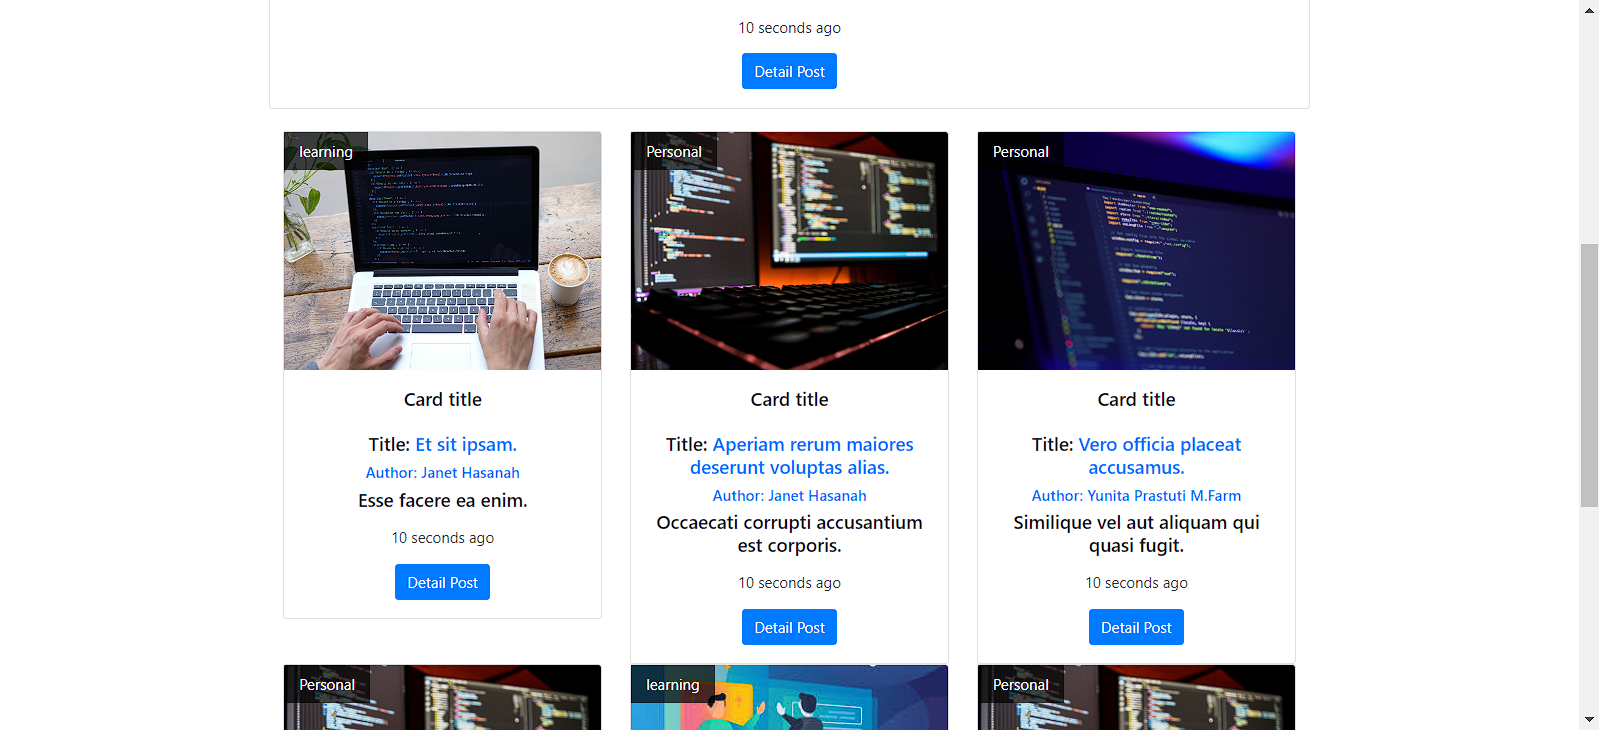 10 seconds ago
Detail Post
learning
Card title
Title: Et sit ipsam.
Author: Janet Hasanah
Esse facere ea enim.
10 seconds ago
Detail Post
Personal
Card title
Title: Aperiam rerum maiores
deserunt voluptas alias.
Author: Janet Hasanah
Occaecati corrupti accusantium
est corporis.
10 seconds ago
Detail Post
Personal
Card title
Title: Vero officia placeat
accusamus.
Author: Yunita Prastuti M.Farm
Similique vel aut aliquam qui
quasi fugit.
10 seconds ago
Detail Post
Personal
learning
Personal